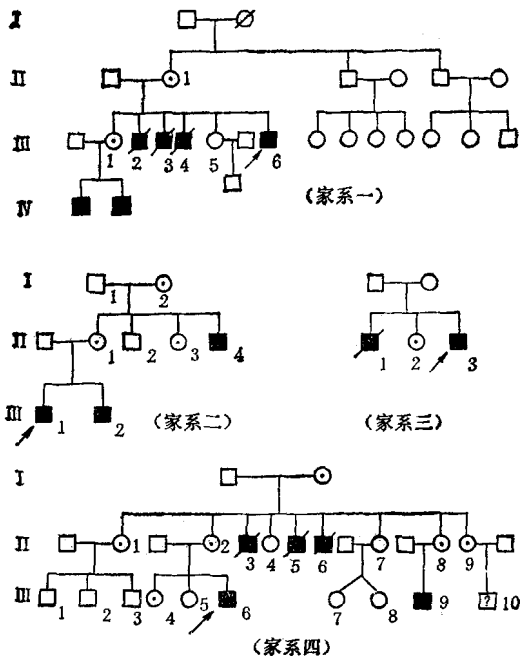 I
II 1
III 1 2 3 4 5 6
IV
(家系一)
I 1 2
II 1 2 3 4 1 2 3
III 1 2
(家系二) (家系三)
I
II 1 2 3 4 5 6 7 8 9
III 1 2 3 4 5 6 7 8 9 ? 10
(家系四)